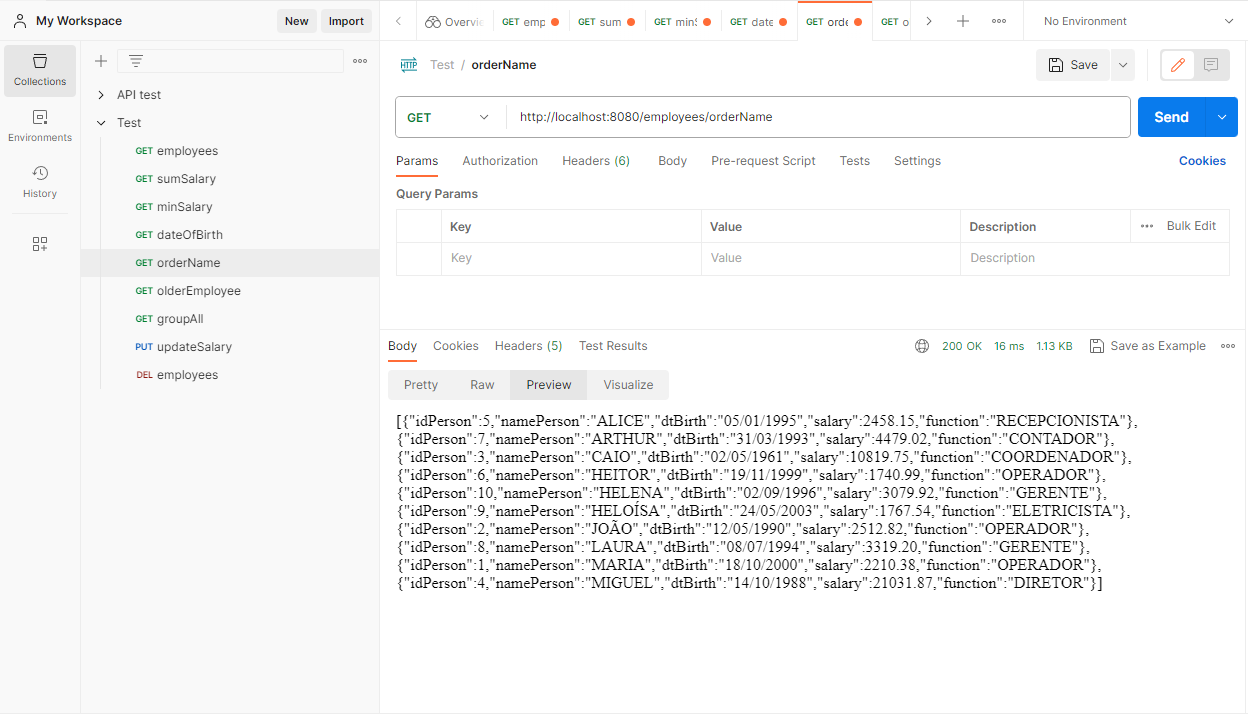 My Workspace
New
Import
Overvie
GET emp
GET sum
GET minS
GET date
GET orde
GET o
No Environment
Collections
Environments
History
API test
Test
GET employees
GET sumSalary
GET minSalary
GET dateOfBirth
GET orderName
GET olderEmployee
GET groupAll
PUT updateSalary
DEL employees
HTTP Test / orderName
Save
GET
http://localhost:8080/employees/orderName
Send
Params Authorization Headers (6) Body Pre-request Script Tests Settings Cookies
Query Params
Key Value Description Bulk Edit
Key Value Description
Body Cookies Headers (5) Test Results 200 OK 16 ms 1.13 KB Save as Example
Pretty Raw Preview Visualize
[{"idPerson":5,"namePerson":"ALICE","dtBirth":"05/01/1995","salary":2458.15,"function":"RECEPCIONISTA"},
{"idPerson":7,"namePerson":"ARTHUR","dtBirth":"31/03/1993","salary":4479.02,"function":"CONTADOR"},
{"idPerson":3,"namePerson":"CAIO","dtBirth":"02/05/1961","salary":10819.75,"function":"COORDENADOR"},
{"idPerson":6,"namePerson":"HEITOR","dtBirth":"19/11/1999","salary":1740.99,"function":"OPERADOR"},
{"idPerson":10,"namePerson":"HELENA","dtBirth":"02/09/1996","salary":3079.92,"function":"GERENTE"},
{"idPerson":9,"namePerson":"HELOÍSA","dtBirth":"24/05/2003","salary":1767.54,"function":"ELETRICISTA"},
{"idPerson":2,"namePerson":"JOÃO","dtBirth":"12/05/1990","salary":2512.82,"function":"OPERADOR"},
{"idPerson":8,"namePerson":"LAURA","dtBirth":"08/07/1994","salary":3319.20,"function":"GERENTE"},
{"idPerson":1,"namePerson":"MARIA","dtBirth":"18/10/2000","salary":2210.38,"function":"OPERADOR"},
{"idPerson":4,"namePerson":"MIGUEL","dtBirth":"14/10/1988","salary":21031.87,"function":"DIRETOR"}]